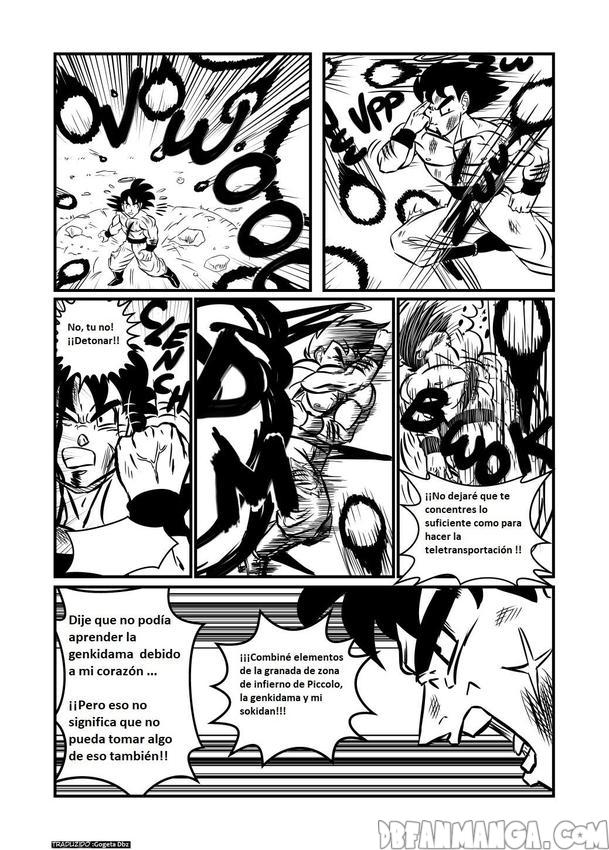 VOWOOOO
VPP
No, tu no!
¡¡Detonar!!
CLENCH
BWOOK
¡¡No dejaré que te
concentres lo
suficiente como para
hacer la
teletransportación !!
Dije que no podía
aprender la
genkidama debido
a mi corazón ...
¡¡Pero eso no
significa que no
pueda tomar algo
de eso también!!
¡¡¡Combiné elementos
de la granada de zona
de infierno de Piccolo,
la genkidama y mi
sokidan!!!
TRADUZIDO :Gogeta Dbz
DBFANMANGA.COM